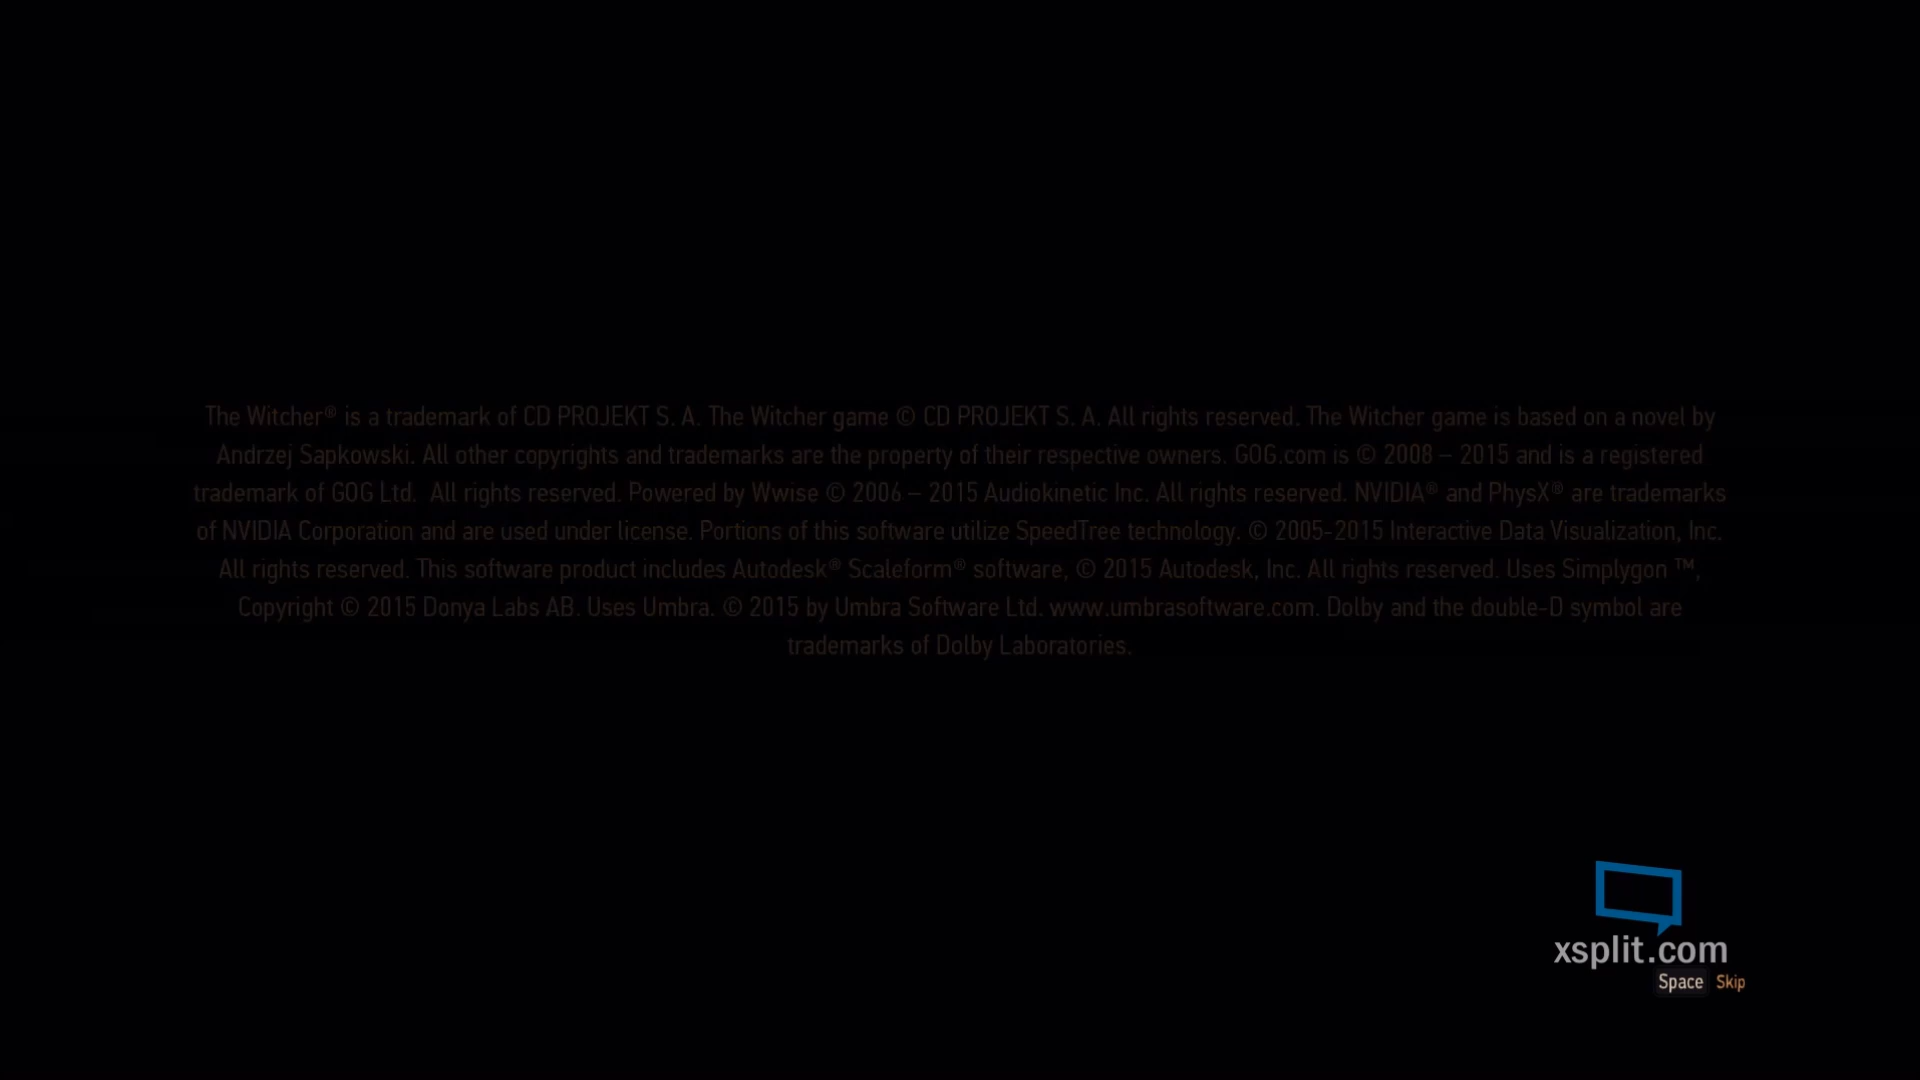 The Witcher® is a trademark of CD PROJEKT S. A. The Witcher game © CD PROJEKT S. A. All rights reserved. The Witcher game is based on a novel by
Andrzej Sapkowski. All other copyrights and trademarks are the property of their respective owners. GOG.com is © 2008 – 2015 and is a registered
trademark of GOG Ltd.  All rights reserved. Powered by Wwise © 2006 – 2015 Audiokinetic Inc. All rights reserved. NVIDIA® and PhysX® are trademarks
of NVIDIA Corporation and are used under license. Portions of this software utilize SpeedTree technology. © 2005-2015 Interactive Data Visualization, Inc.
All rights reserved. This software product includes Autodesk® Scaleform® software, © 2015 Autodesk, Inc. All rights reserved. Uses Simplygon ™,
Copyright © 2015 Donya Labs AB. Uses Umbra. © 2015 by Umbra Software Ltd. www.umbrasoftware.com. Dolby and the double-D symbol are
trademarks of Dolby Laboratories.
xsplit.com
Space Skip